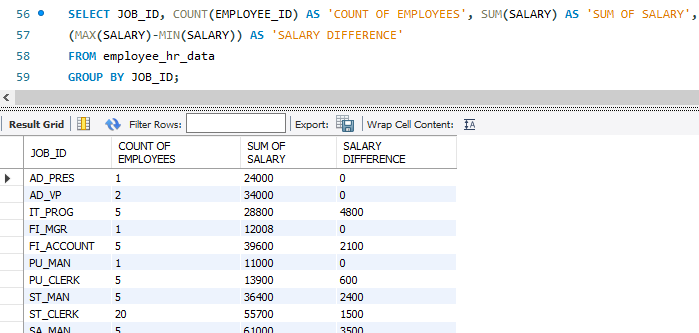 56 SELECT JOB_ID, COUNT(EMPLOYEE_ID) AS 'COUNT OF EMPLOYEES', SUM(SALARY) AS 'SUM OF SALARY',
57 (MAX(SALARY)-MIN(SALARY)) AS 'SALARY DIFFERENCE'
58 FROM employee_hr_data
59 GROUP BY JOB_ID;
Result Grid Filter Rows: Export: Wrap Cell Content:
JOB_ID COUNT OF EMPLOYEES SUM OF SALARY SALARY DIFFERENCE
AD_PRES 1 24000 0
AD_VP 2 34000 0
IT_PROG 5 28800 4800
FI_MGR 1 12008 0
FI_ACCOUNT 5 39600 2100
PU_MAN 1 11000 0
PU_CLERK 5 13900 600
ST_MAN 5 36400 2400
ST_CLERK 20 55700 1500
SA_MAN 5 61000 3500